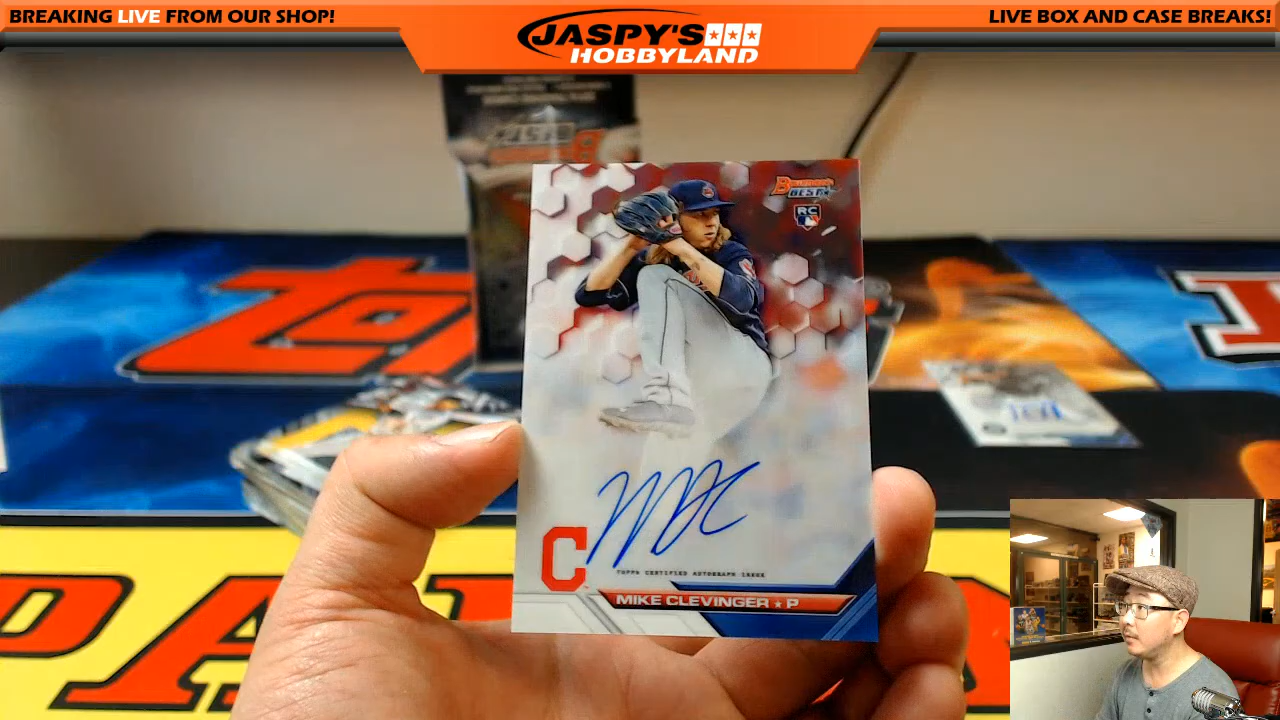 BREAKING LIVE FROM OUR SHOP!
JASPY'S
HOBBYLAND
LIVE BOX AND CASE BREAKS!
BOWMAN'S
BEST
RC
C
TOPPS CERTIFIED AUTOGRAPH ISSUE
MIKE CLEVINGER ★ P
PA